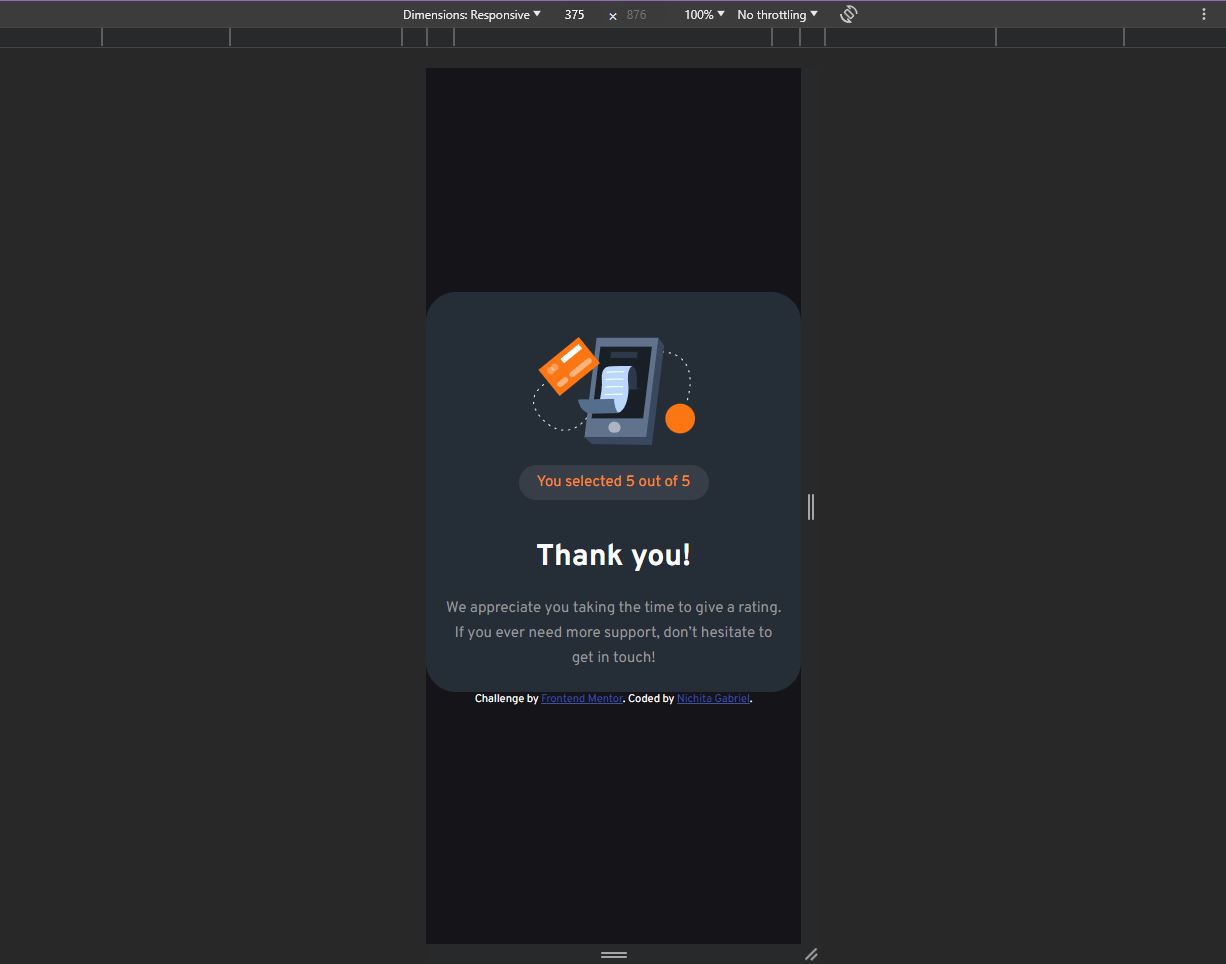 Dimensions: Responsive 375 × 876 100% No throttling
You selected 5 out of 5
Thank you!
We appreciate you taking the time to give a rating.
If you ever need more support, don’t hesitate to
get in touch!
Challenge by Frontend Mentor. Coded by Nichita Gabriel.